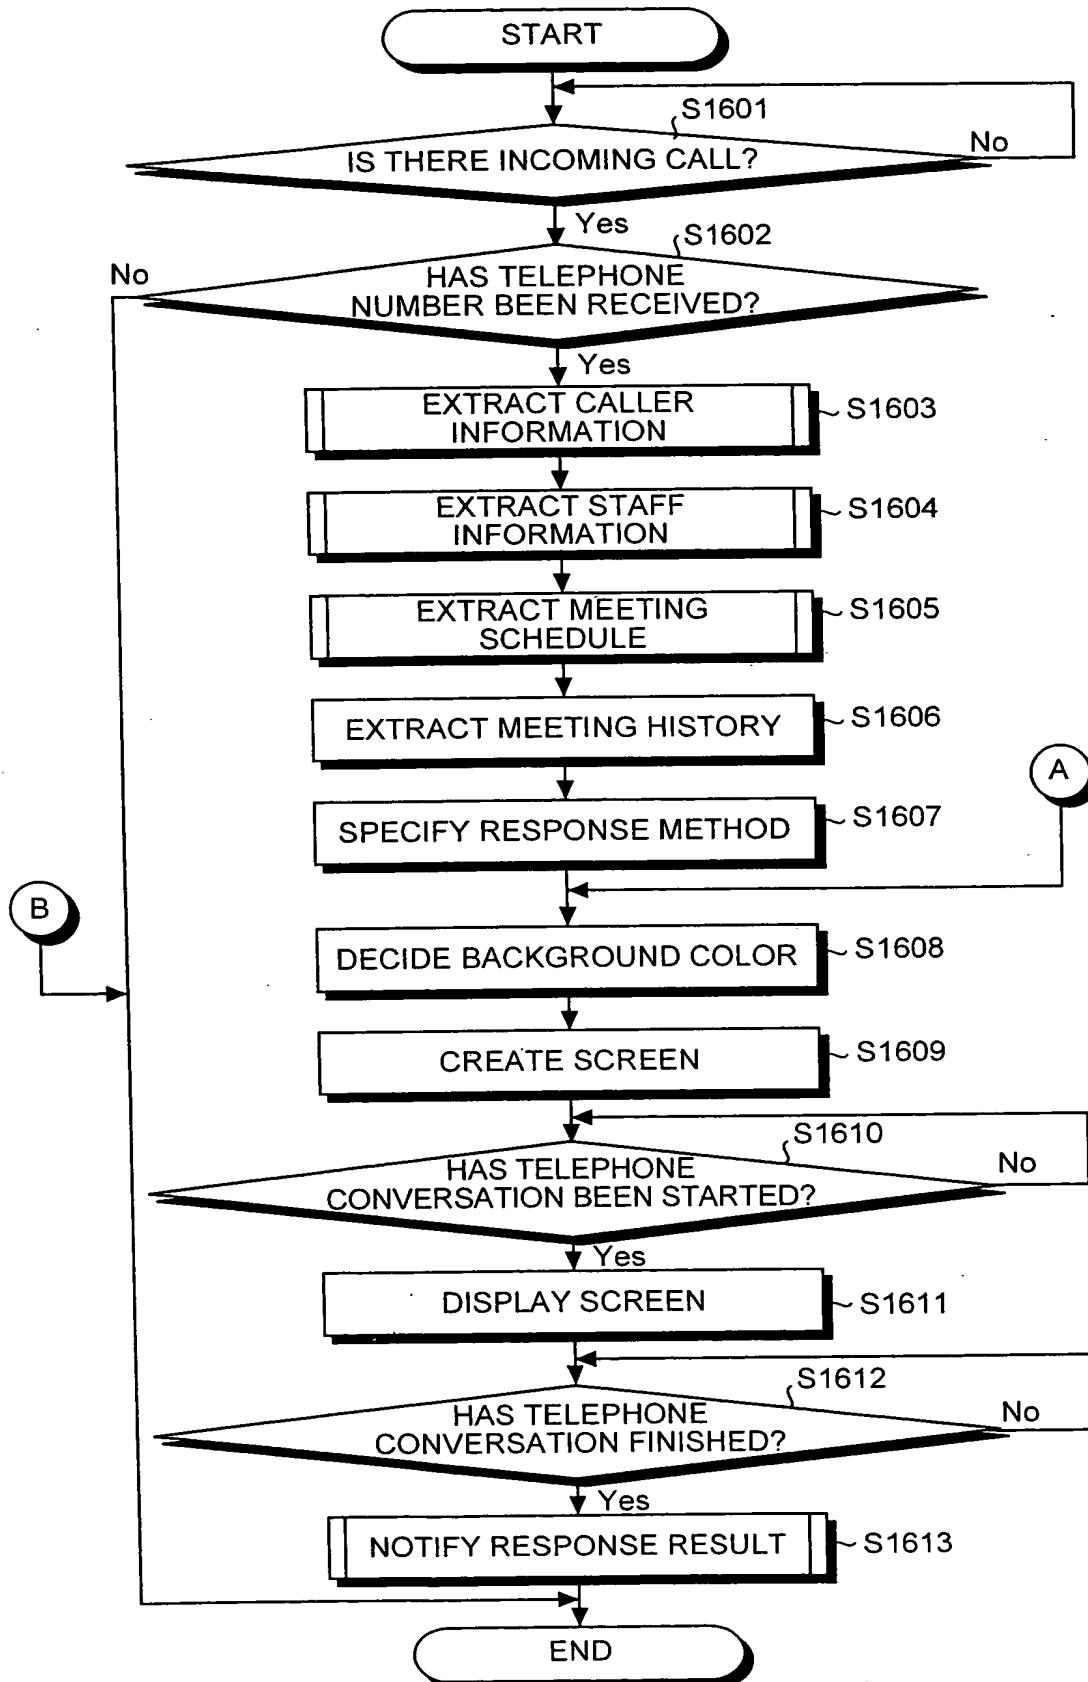 START
S1601
IS THERE INCOMING CALL?
No
Yes
S1602
No
HAS TELEPHONE
NUMBER BEEN RECEIVED?
Yes
EXTRACT CALLER
INFORMATION
S1603
EXTRACT STAFF
INFORMATION
S1604
EXTRACT MEETING
SCHEDULE
S1605
EXTRACT MEETING HISTORY
S1606
A
SPECIFY RESPONSE METHOD
S1607
B
DECIDE BACKGROUND COLOR
S1608
CREATE SCREEN
S1609
S1610
HAS TELEPHONE
CONVERSATION BEEN STARTED?
No
Yes
DISPLAY SCREEN
S1611
S1612
HAS TELEPHONE
CONVERSATION FINISHED?
No
Yes
NOTIFY RESPONSE RESULT
S1613
END